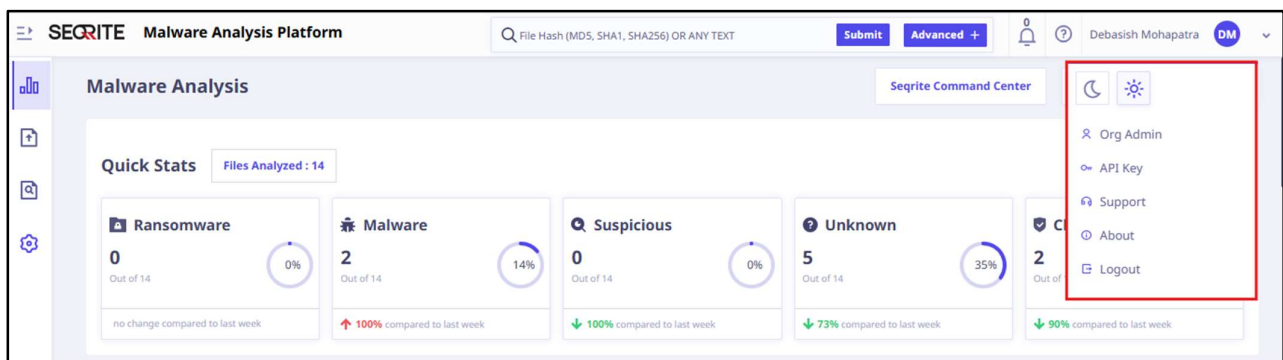 SEQRITE Malware Analysis Platform
File Hash (MD5, SHA1, SHA256) OR ANY TEXT
Submit
Advanced +
0
Debasish Mohapatra
DM
Malware Analysis
Seqrite Command Center
Org Admin
API Key
Support
About
Logout
Quick Stats
Files Analyzed : 14
Ransomware
0
Out of 14
0%
no change compared to last week
Malware
2
Out of 14
14%
100% compared to last week
Suspicious
0
Out of 14
0%
100% compared to last week
Unknown
5
Out of 14
35%
73% compared to last week
2
Out of
90% compared to last week